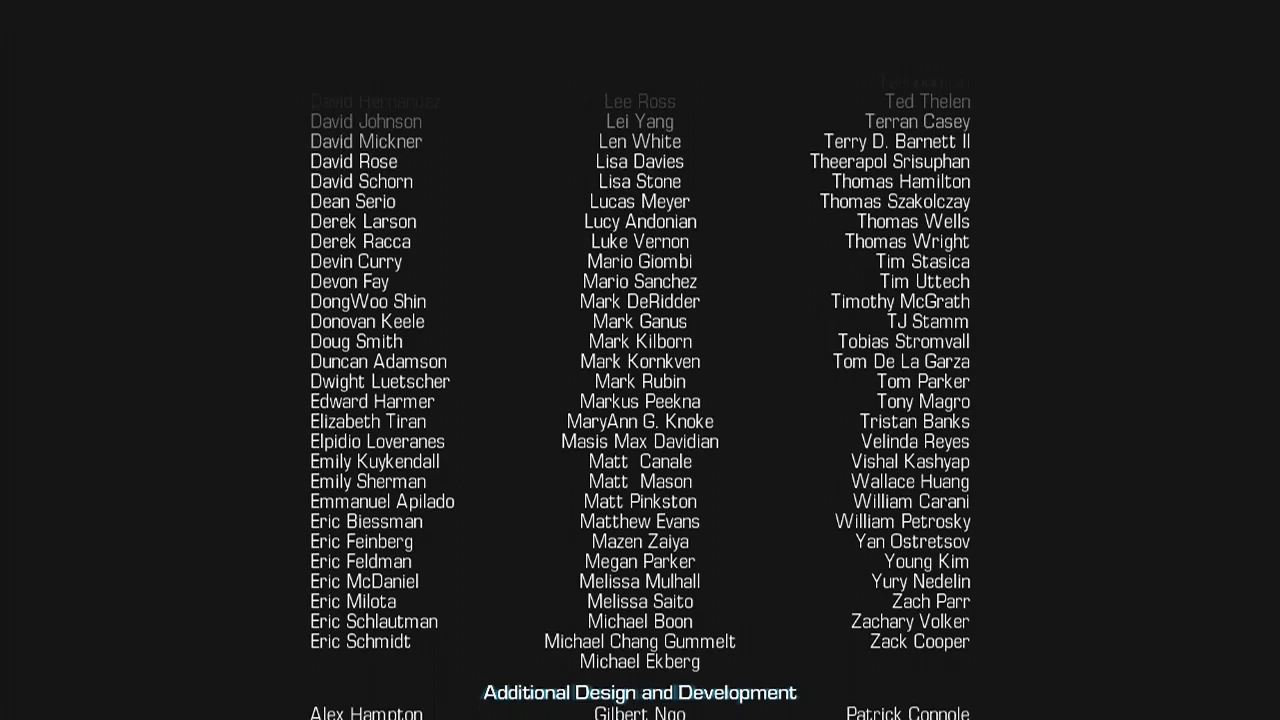 David Hernandez Lee Ross Ted Thelen
David Johnson Lei Yang Terran Casey
David Mickner Len White Terry D. Barnett II
David Rose Lisa Davies Theerapol Srisuphan
David Schorn Lisa Stone Thomas Hamilton
Dean Serio Lucas Meyer Thomas Szakolczay
Derek Larson Lucy Andonian Thomas Wells
Derek Racca Luke Vernon Thomas Wright
Devin Curry Mario Giombi Tim Stasica
Devon Fay Mario Sanchez Tim Uttech
DongWoo Shin Mark DeRidder Timothy McGrath
Donovan Keele Mark Ganus TJ Stamm
Doug Smith Mark Kilborn Tobias Stromvall
Duncan Adamson Mark Kornkven Tom De La Garza
Dwight Luetscher Mark Rubin Tom Parker
Edward Harmer Markus Peekna Tony Magro
Elizabeth Tiran MaryAnn G. Knoke Tristan Banks
Elpidio Loveranes Masis Max Davidian Velinda Reyes
Emily Kuykendall Matt Canale Vishal Kashyap
Emily Sherman Matt Mason Wallace Huang
Emmanuel Apilado Matt Pinkston William Carani
Eric Biessman Matthew Evans William Petrosky
Eric Feinberg Mazen Zaiya Yan Ostretsov
Eric Feldman Megan Parker Young Kim
Eric McDaniel Melissa Mulhall Yury Nedelin
Eric Milota Melissa Saito Zach Parr
Eric Schlautman Michael Boon Zachary Volker
Eric Schmidt Michael Chang Gummelt Zack Cooper
Michael Ekberg
Additional Design and Development
Alex Hampton Gilbert Ngo Patrick Connole